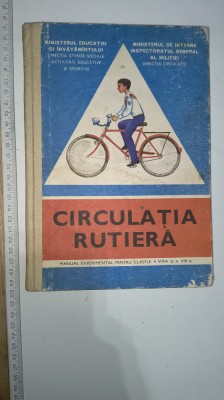 MINISTERUL EDUCAȚIEI
ȘI ÎNVĂȚĂMÎNTULUI
DIRECȚIA ȘTIINȚE SOCIALE
ACTIVITĂȚI EDUCATIVE
ȘI SPORTIVE
MINISTERUL DE INTERNE
INSPECTORATUL GENERAL
AL MILIȚIEI
DIRECȚIA CIRCULAȚIE
CIRCULAȚIA
RUTIERĂ
MANUAL EXPERIMENTAL PENTRU CLASELE A VII-A ȘI A VIII-A